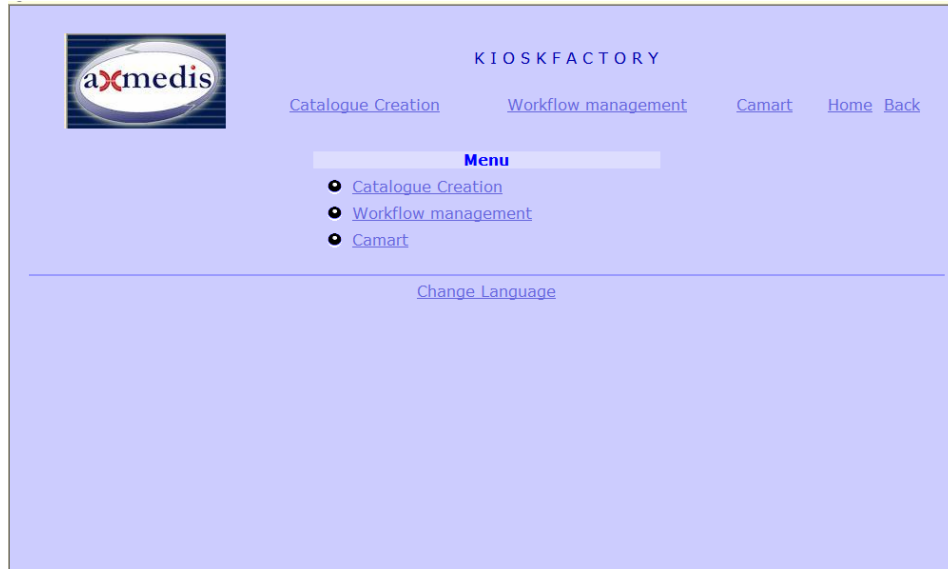 axmedis
KIOSKFACTORY
Catalogue Creation Workflow management Camart Home Back
Menu
Catalogue Creation
Workflow management
Camart
Change Language